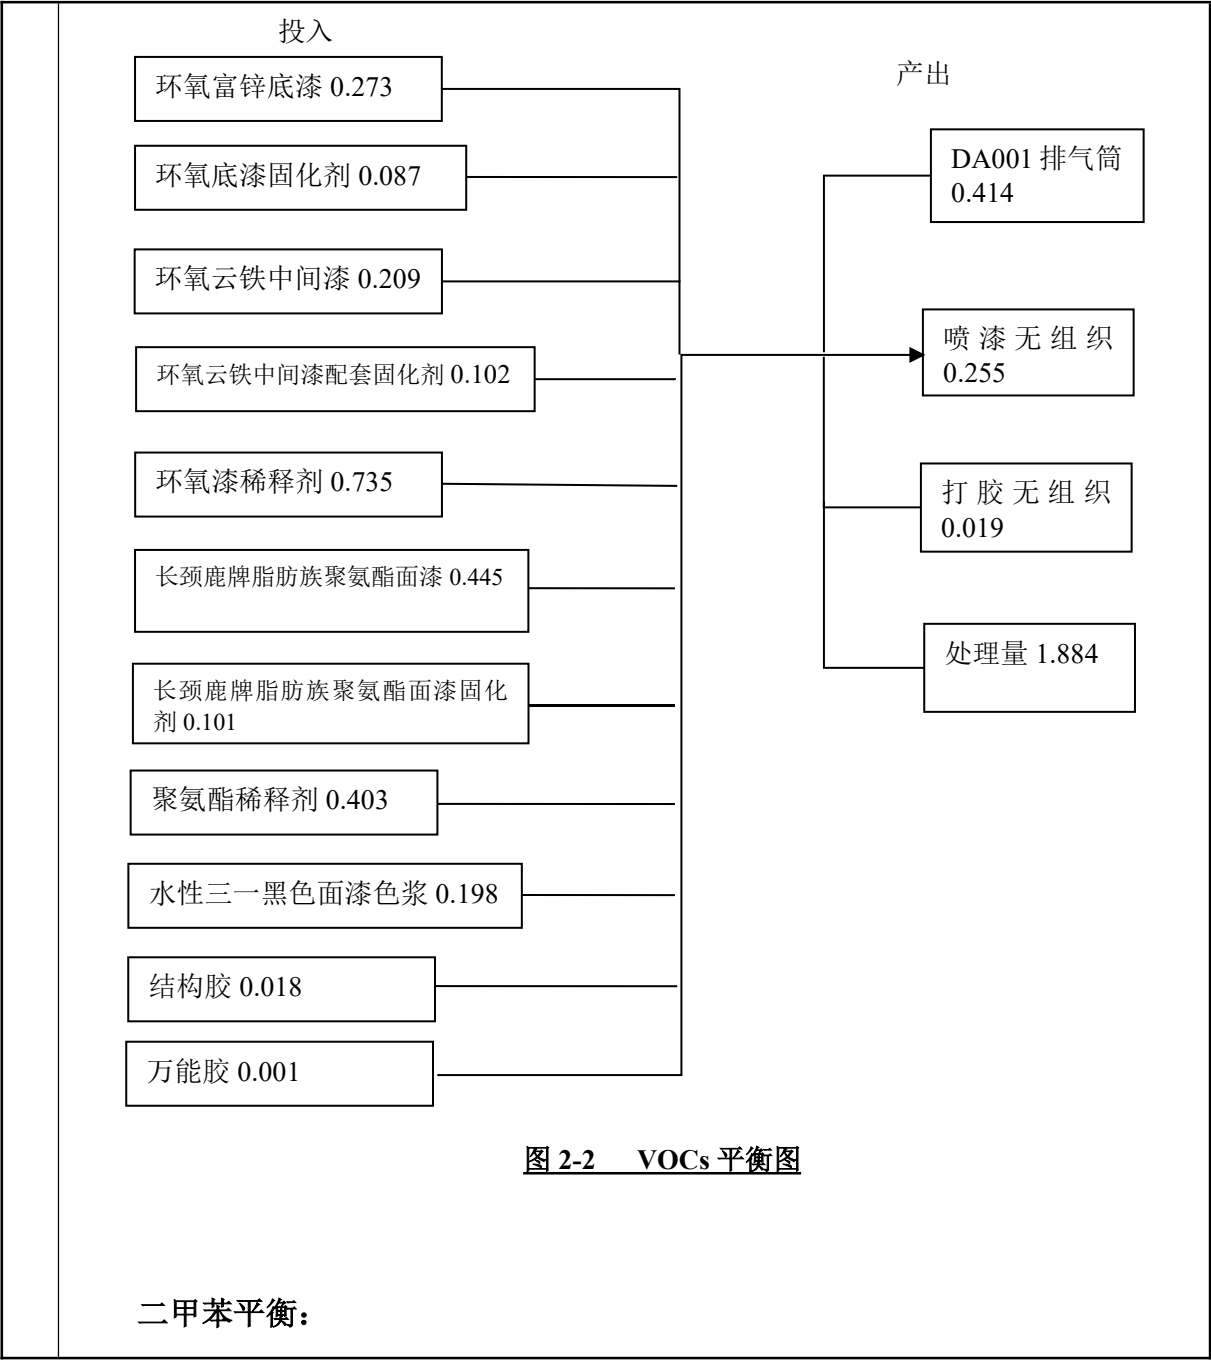 投入
环氧富锌底漆 0.273
环氧底漆固化剂 0.087
环氧云铁中间漆 0.209
环氧云铁中间漆配套固化剂 0.102
环氧漆稀释剂 0.735
长颈鹿牌脂肪族聚氨酯面漆 0.445
长颈鹿牌脂肪族聚氨酯面漆固化
剂 0.101
聚氨酯稀释剂 0.403
水性三一黑色面漆色浆 0.198
结构胶 0.018
万能胶 0.001
产出
DA001 排气筒
0.414
喷漆无组织
0.255
打胶无组织
0.019
处理量 1.884
图 2-2 VOCs 平衡图
二甲苯平衡：